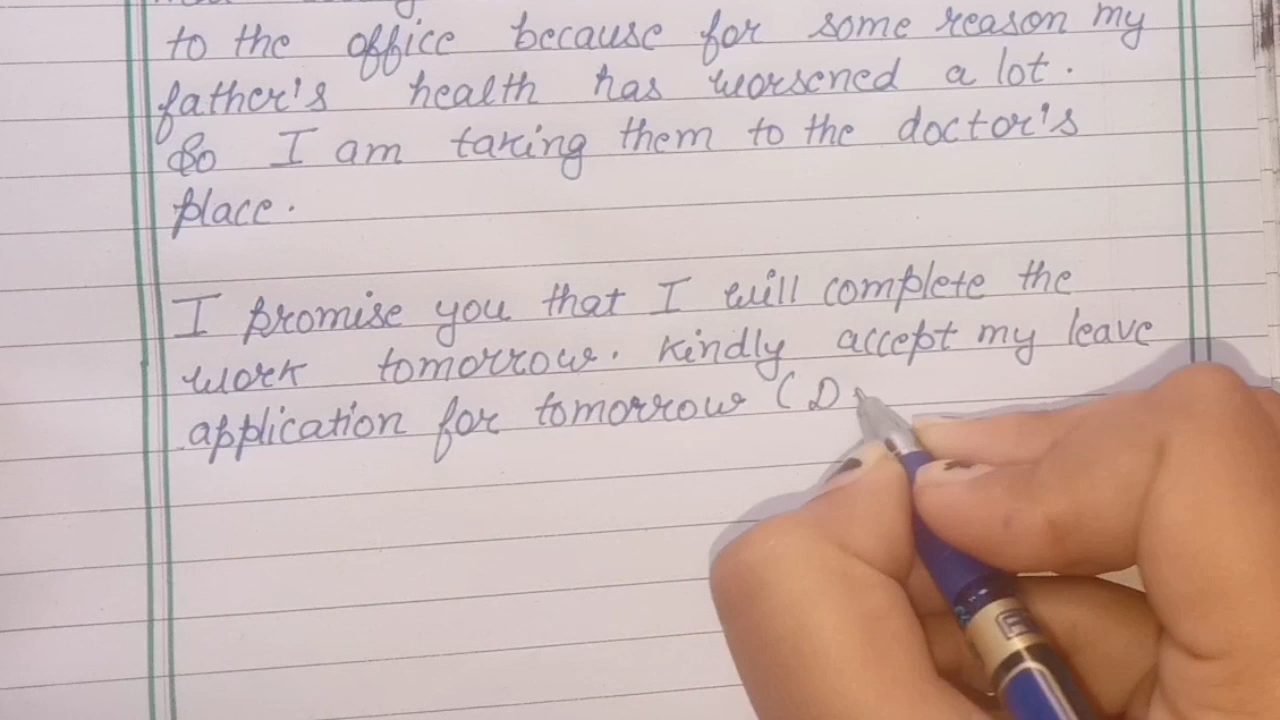 to the office because for some reason my
father's health has worsened a lot.
So I am taking them to the doctor's
place.
I promise you that I will complete the
work tomorrow. Kindly accept my leave
application for tomorrow (D